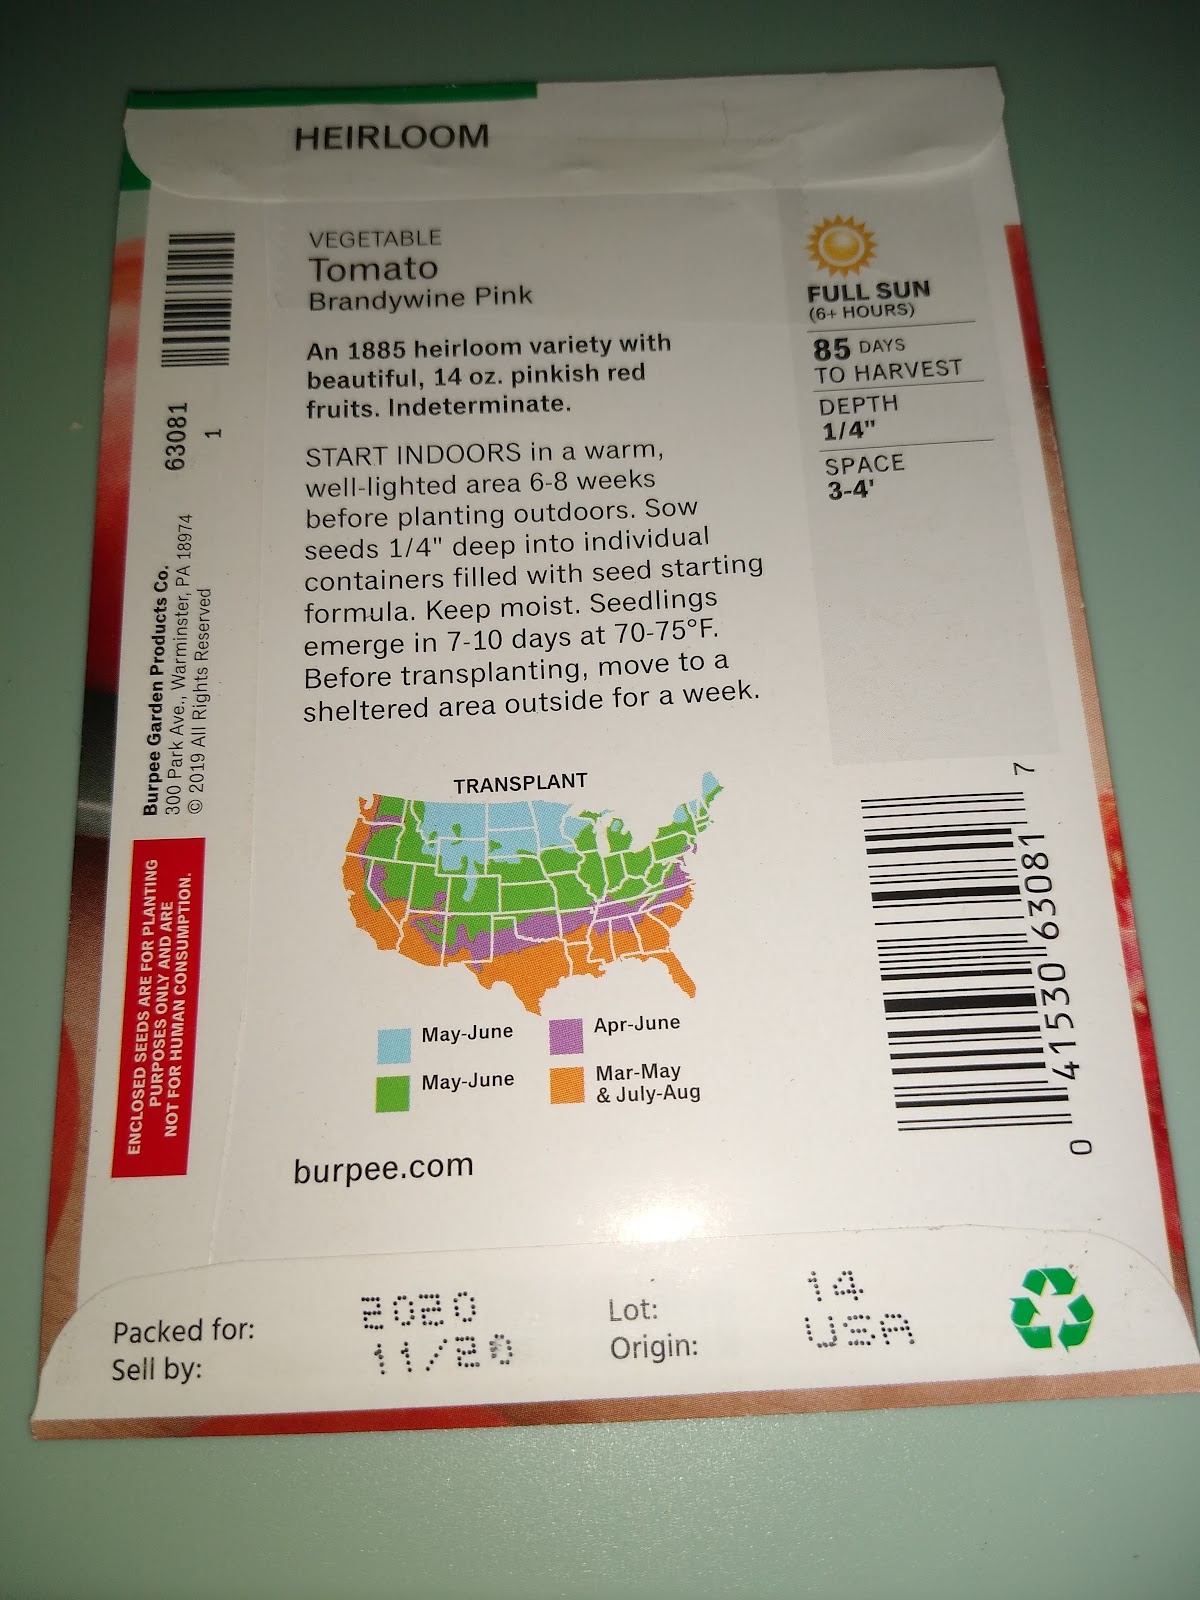 HEIRLOOM
VEGETABLE
Tomato
Brandywine Pink
An 1885 heirloom variety with
beautiful, 14 oz. pinkish red
fruits. Indeterminate.
START INDOORS in a warm,
well-lighted area 6-8 weeks
before planting outdoors. Sow
seeds 1/4" deep into individual
containers filled with seed starting
formula. Keep moist. Seedlings
emerge in 7-10 days at 70-75°F.
Before transplanting, move to a
sheltered area outside for a week.
FULL SUN
(6+ HOURS)
85 DAYS
TO HARVEST
DEPTH
1/4"
SPACE
3-4'
63081
1
Burpee Garden Products Co.
300 Park Ave., Warminster, PA 18974
© 2019 All Rights Reserved
ENCLOSED SEEDS ARE FOR PLANTING
PURPOSES ONLY AND ARE
NOT FOR HUMAN CONSUMPTION.
TRANSPLANT
May-June
Apr-June
May-June
Mar-May
& July-Aug
0 41530 63081 7
burpee.com
Packed for: 2020
Sell by: 11/20
Lot: 14
Origin: USA